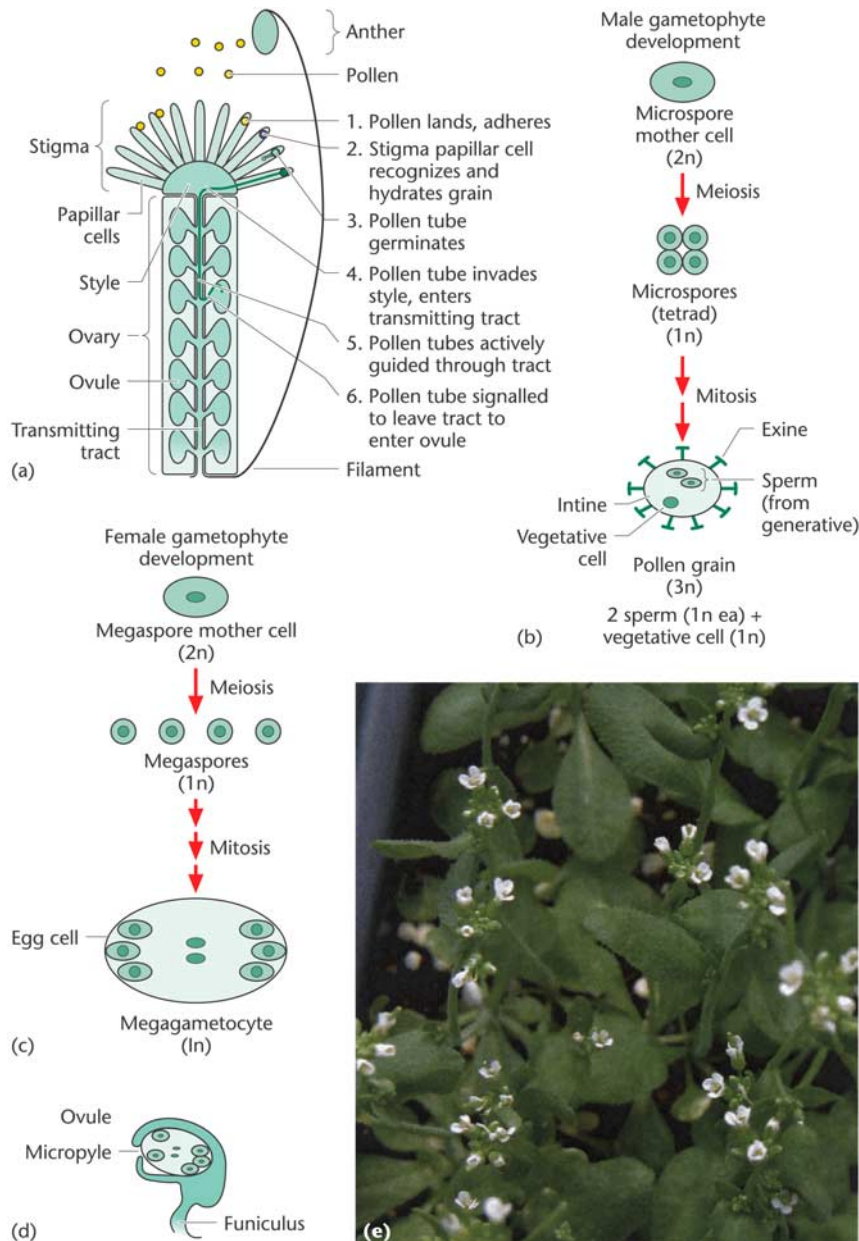 Anther
Pollen
Stigma
1. Pollen lands, adheres
2. Stigma papillar cell
recognizes and
hydrates grain
Papillar
cells
3. Pollen tube
germinates
Style
4. Pollen tube invades
style, enters
transmitting tract
Ovary
5. Pollen tubes actively
guided through tract
Ovule
6. Pollen tube signalled
to leave tract to
enter ovule
Transmitting
tract
Filament
(a)
Male gametophyte
development
Microspore
mother cell
(2n)
Meiosis
Microspores
(tetrad)
(1n)
Mitosis
Exine
Sperm
(from
generative)
Intine
Vegetative
cell
Pollen grain
(3n)
2 sperm (1n ea) +
vegetative cell (1n)
(b)
Female gametophyte
development
Megaspore mother cell
(2n)
Meiosis
Megaspores
(1n)
Mitosis
Egg cell
Megagametocyte
(ln)
(c)
Ovule
Micropyle
Funiculus
(d)
(e)